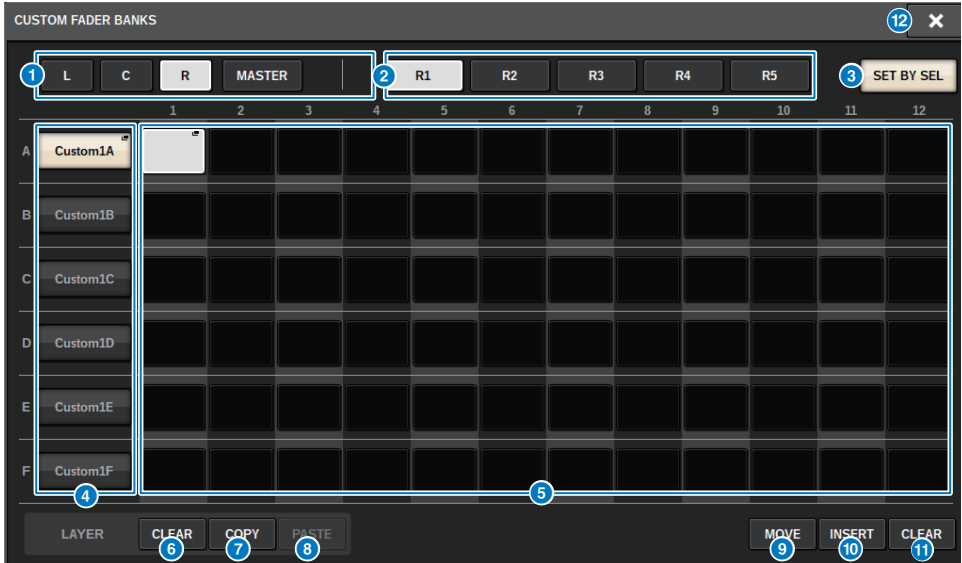 CUSTOM FADER BANKS 12 ×
1 L C R MASTER 2 R1 R2 R3 R4 R5 3 SET BY SEL
1 2 3 4 5 6 7 8 9 10 11 12
A Custom1A
B Custom1B
C Custom1C
D Custom1D
E Custom1E
F Custom1F
4 5
LAYER CLEAR COPY PASTE MOVE INSERT CLEAR
6 7 8 9 10 11